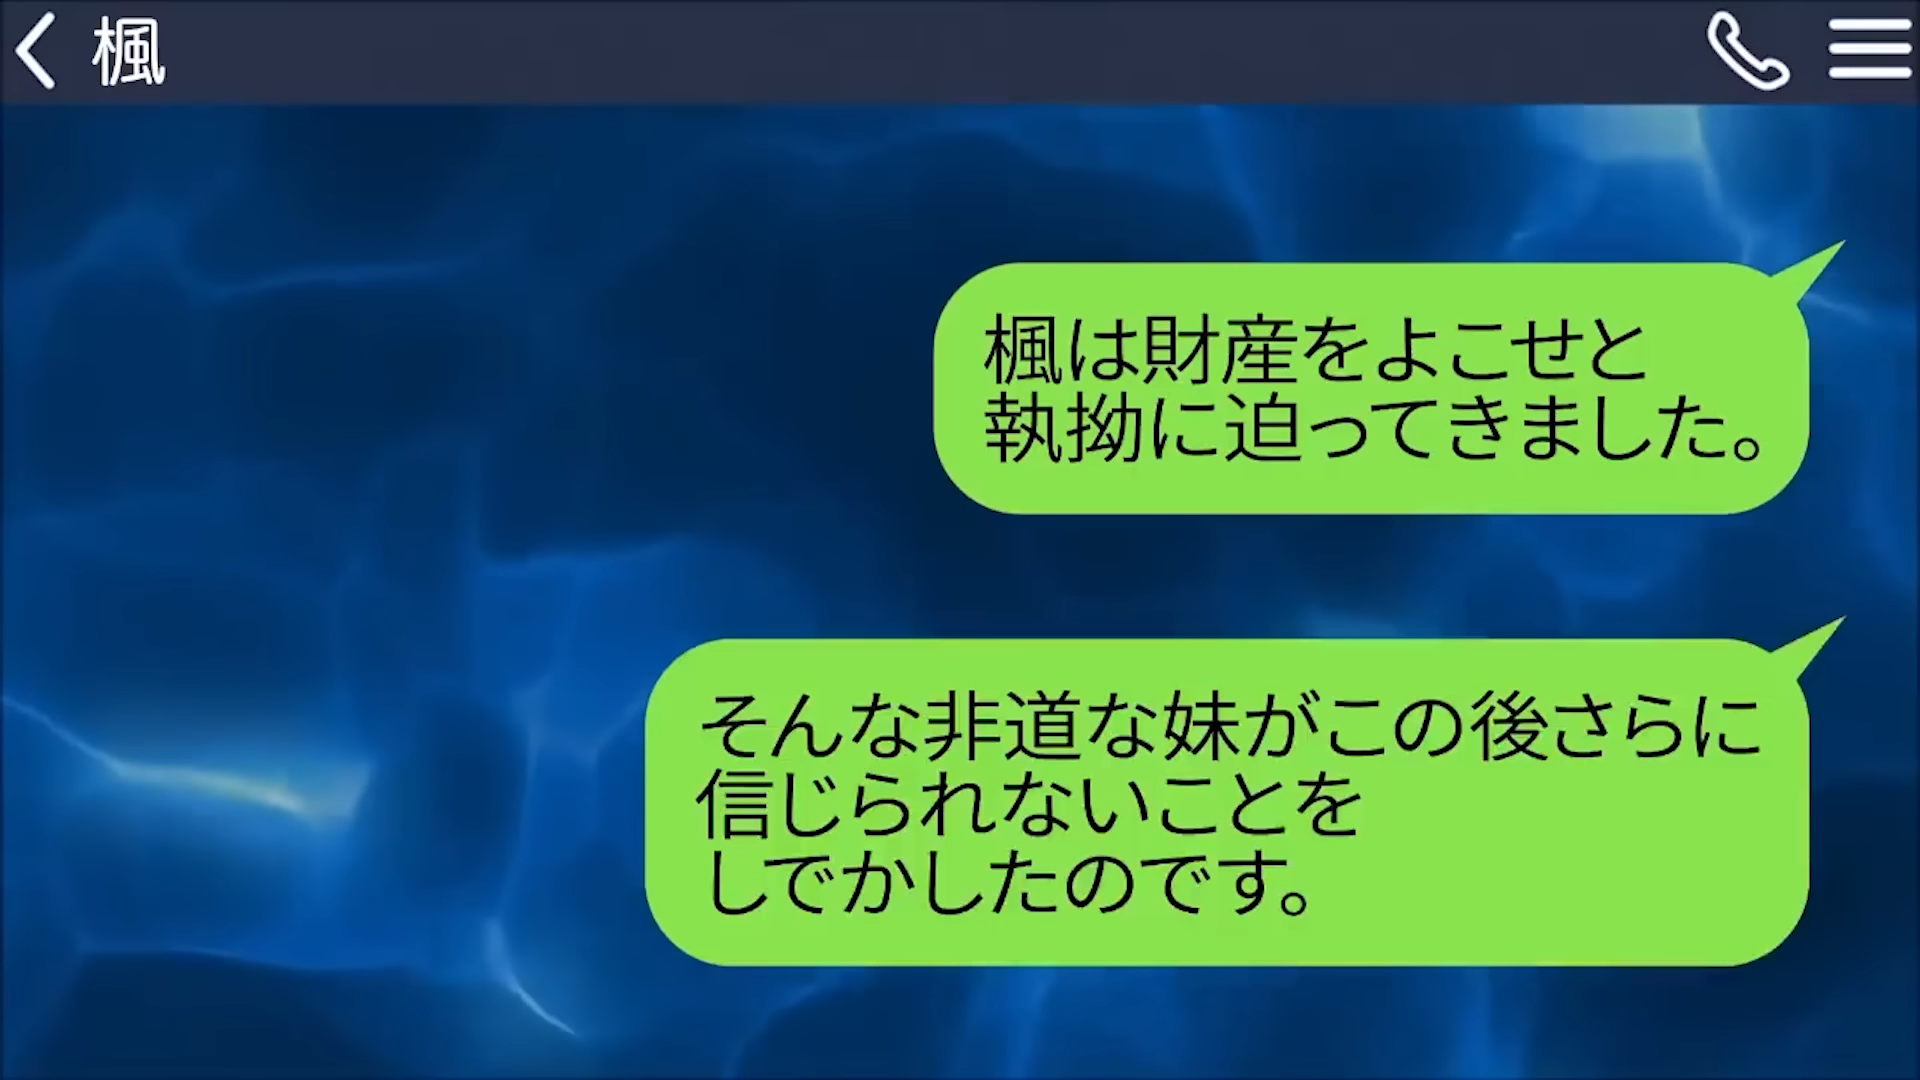 楓
楓は財産をよこせと
執拗に迫ってきました。
そんな非道な妹がこの後さらに
信じられないことを
しでかしたのです。